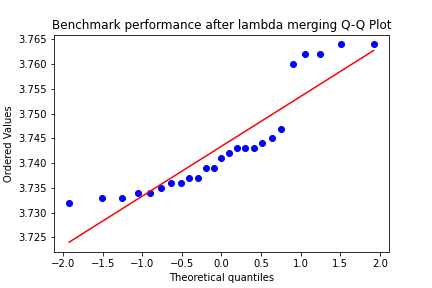 Benchmark performance after lambda merging Q-Q Plot
3.765
3.760
3.755
3.750
3.745
3.740
3.735
3.730
3.725
Ordered Values
−2.0 −1.5 −1.0 −0.5 0.0 0.5 1.0 1.5 2.0
Theoretical quantiles